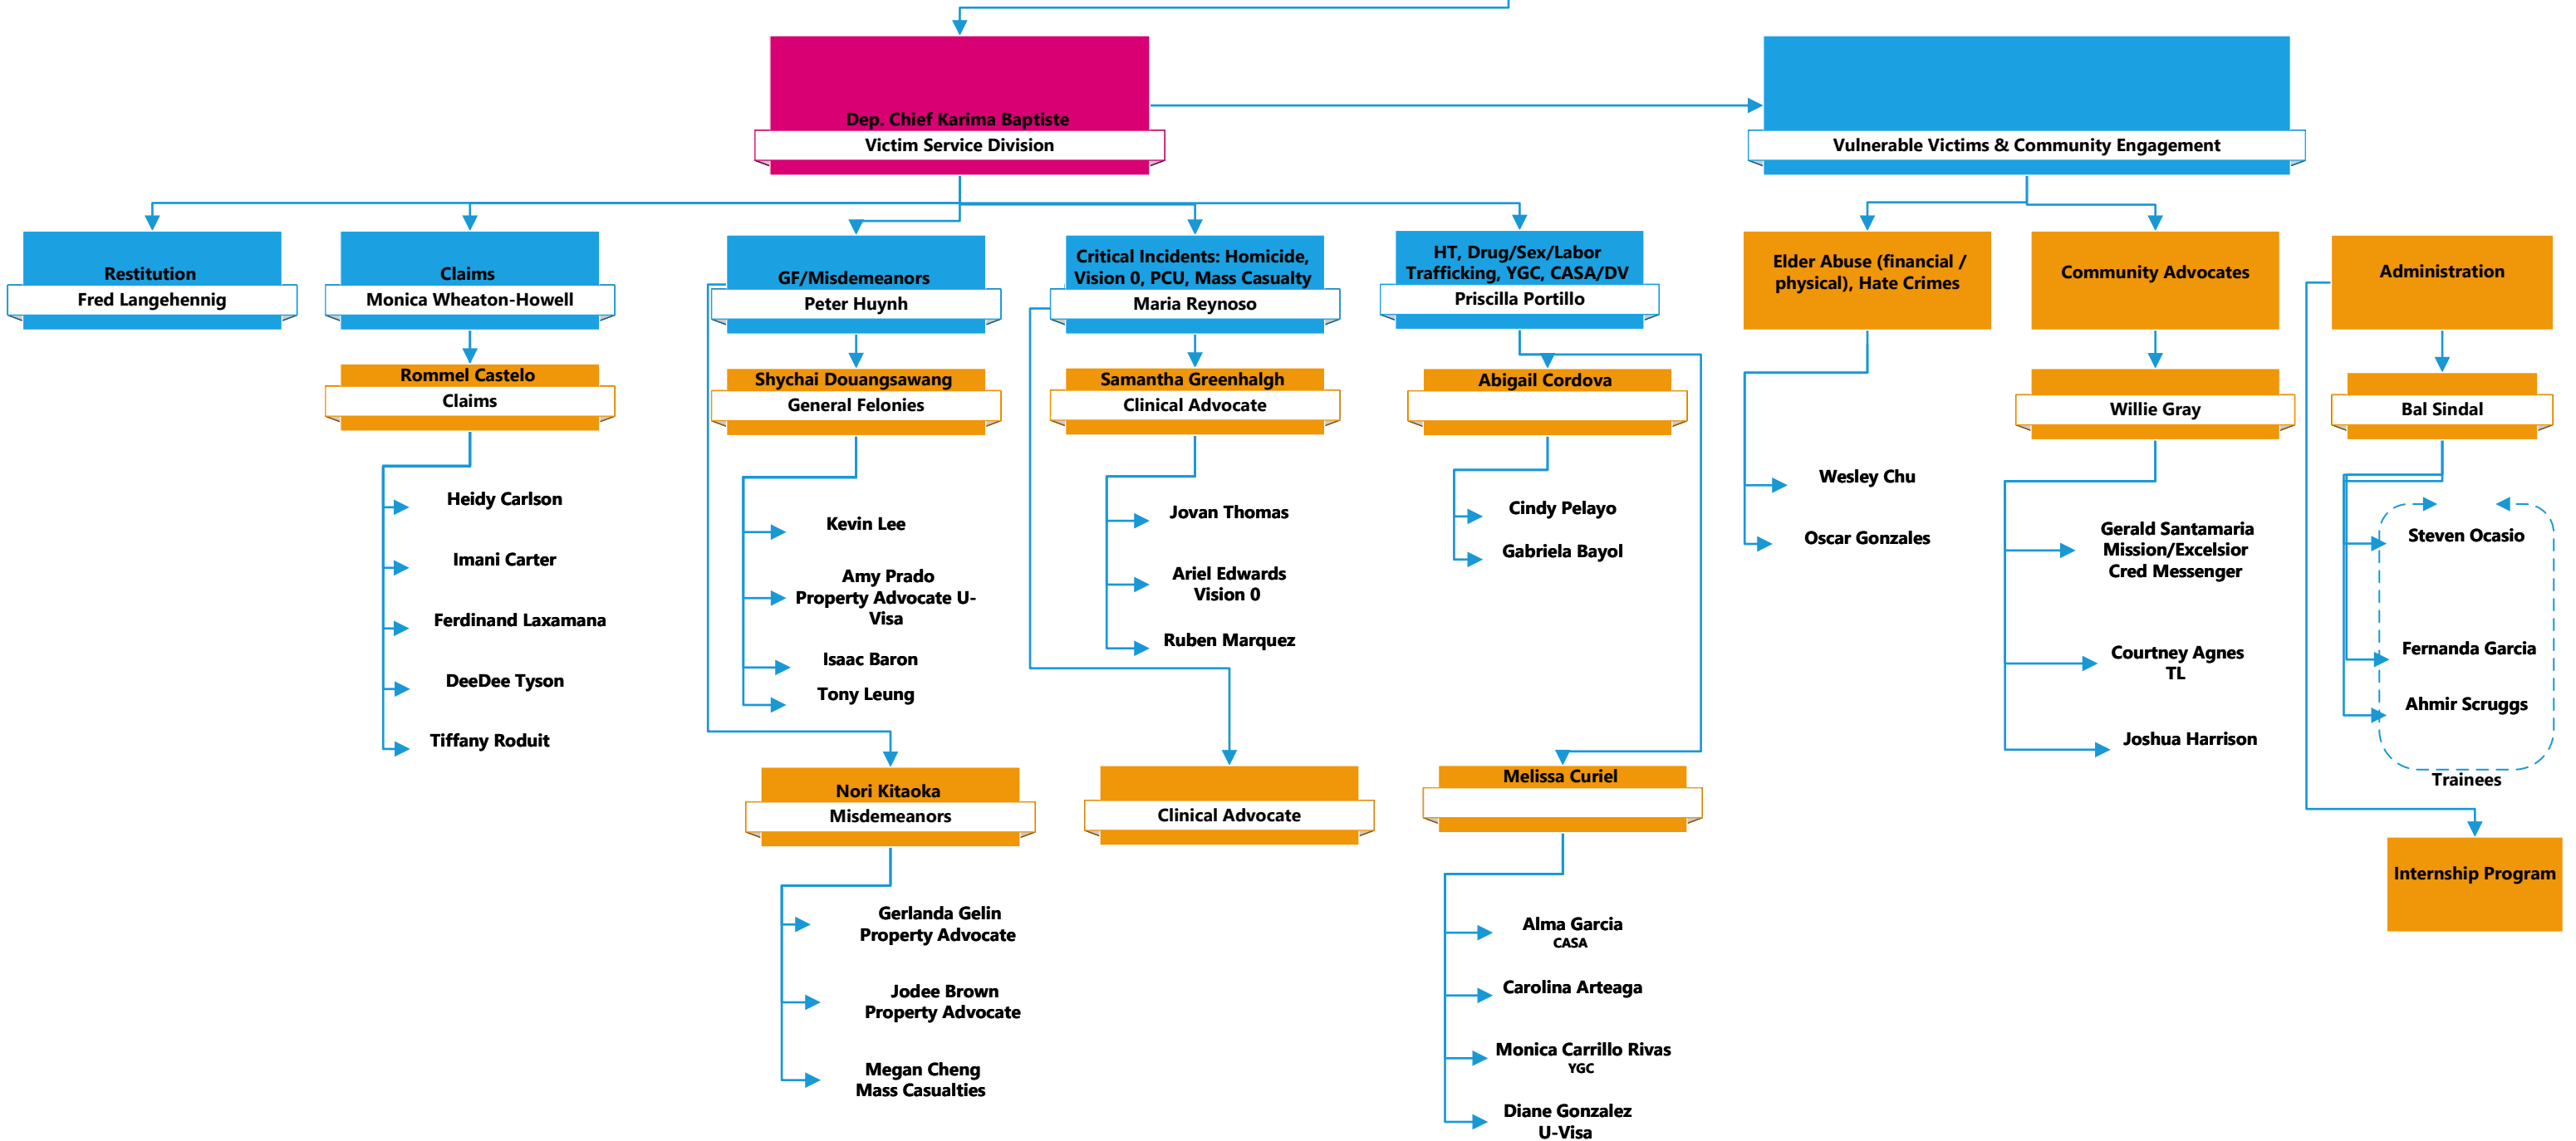 Dep. Chief Karima Baptiste
Victim Service Division
Vulnerable Victims & Community Engagement
Restitution
Fred Langehennig
Claims
Monica Wheaton-Howell
GF/Misdemeanors
Peter Huynh
Critical Incidents: Homicide,
Vision 0, PCU, Mass Casualty
Maria Reynoso
HT, Drug/Sex/Labor
Trafficking, YGC, CASA/DV
Priscilla Portillo
Elder Abuse (financial /
physical), Hate Crimes
Community Advocates
Administration
Rommel Castelo
Claims
Shychai Douangsawang
General Felonies
Samantha Greenhalgh
Clinical Advocate
Abigail Cordova
Willie Gray
Bal Sindal
Heidy Carlson
Imani Carter
Ferdinand Laxamana
DeeDee Tyson
Tiffany Roduit
Kevin Lee
Amy Prado
Property Advocate U-
Visa
Isaac Baron
Tony Leung
Jovan Thomas
Ariel Edwards
Vision 0
Ruben Marquez
Cindy Pelayo
Gabriela Bayol
Wesley Chu
Oscar Gonzales
Gerald Santamaria
Mission/Excelsior
Cred Messenger
Courtney Agnes
TL
Joshua Harrison
Steven Ocasio
Fernanda Garcia
Ahmir Scruggs
Trainees
Nori Kitaoka
Misdemeanors
Clinical Advocate
Melissa Curiel
Internship Program
Gerlanda Gelin
Property Advocate
Jodee Brown
Property Advocate
Megan Cheng
Mass Casualties
Alma Garcia
CASA
Carolina Arteaga
Monica Carrillo Rivas
YGC
Diane Gonzalez
U-Visa